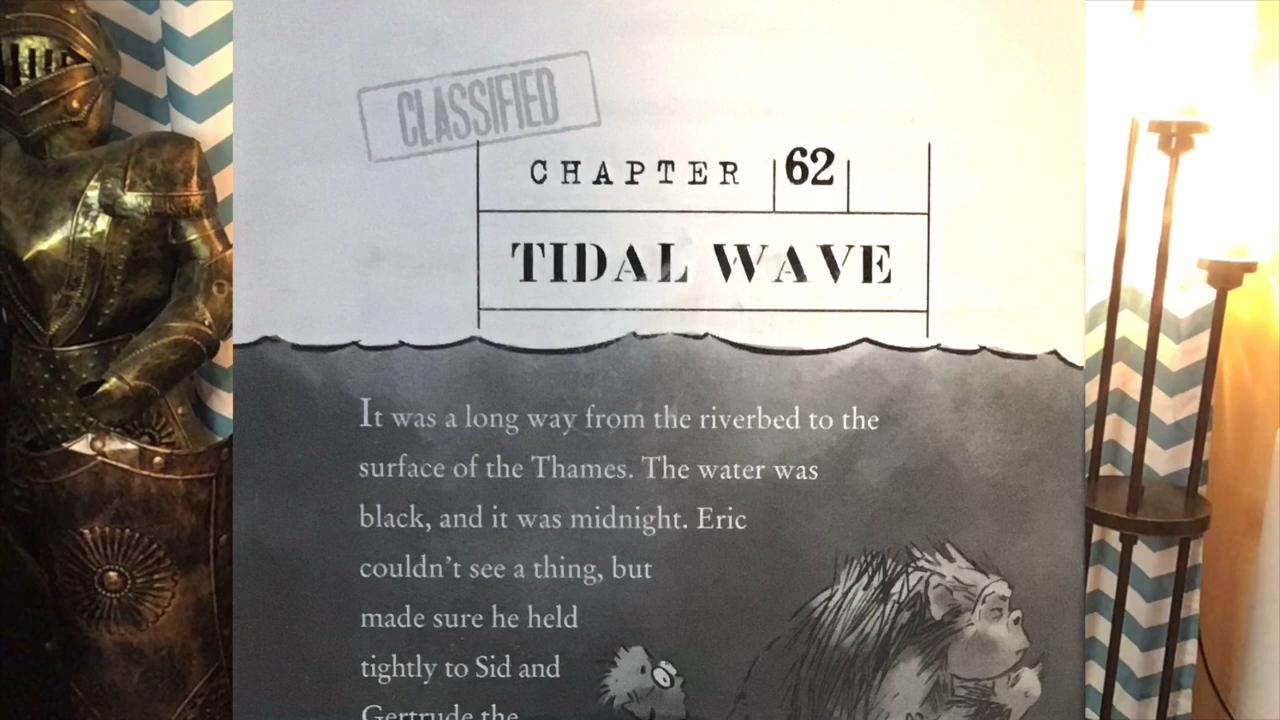 CLASSIFIED
CHAPTER 62
TIDAL WAVE
It was a long way from the riverbed to the
surface of the Thames. The water was
black, and it was midnight. Eric
couldn't see a thing, but
made sure he held
tightly to Sid and
Gertrude the